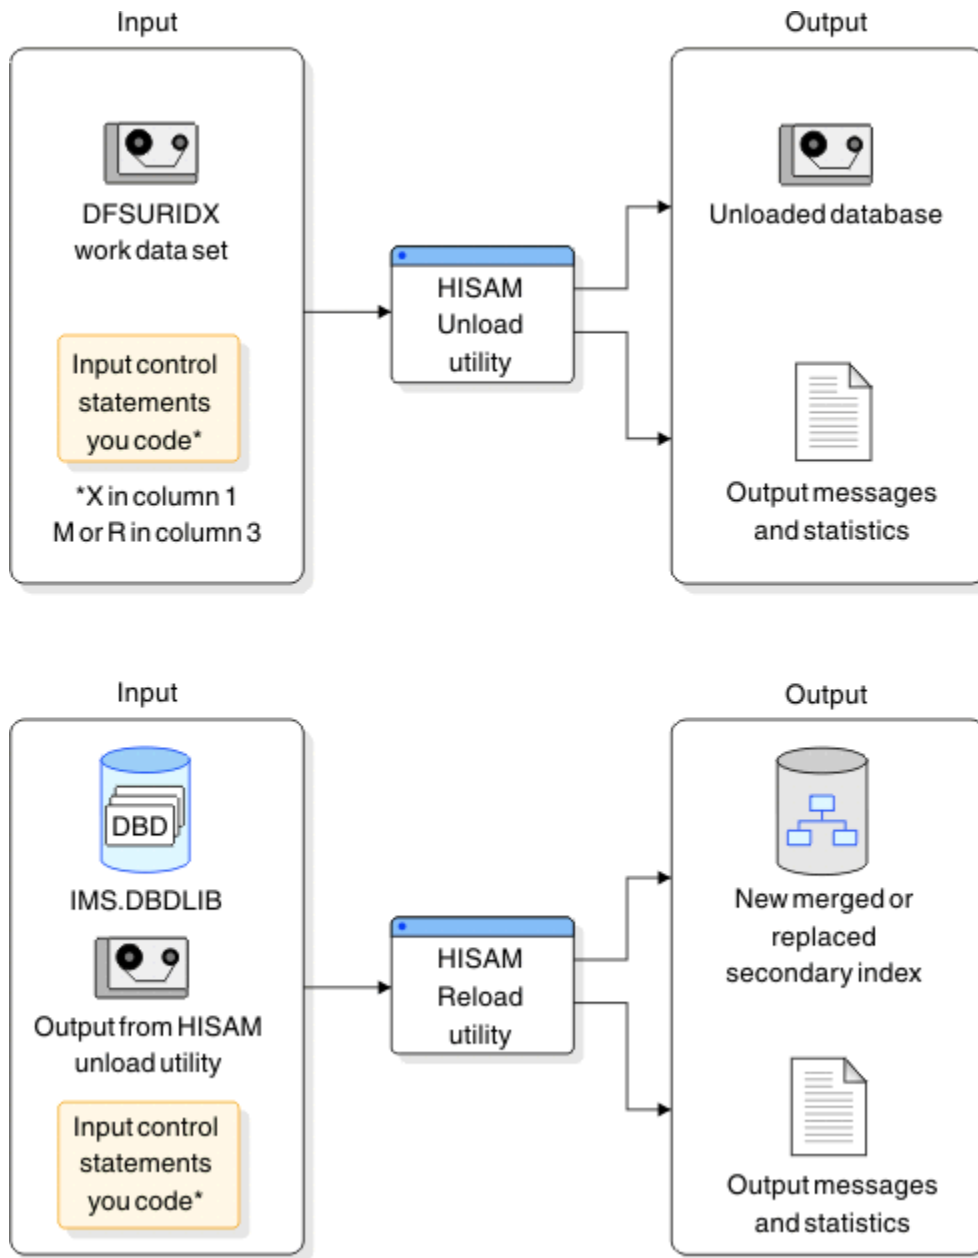 Input
DFSURIDX
work data set
Input control
statements
you code*
*X in column 1
M or R in column 3
HISAM
Unload
utility
Output
Unloaded database
Output messages
and statistics
Input
DBD
IMS.DBDLIB
Output from HISAM
unload utility
Input control
statements
you code*
HISAM
Reload
utility
Output
New merged or
replaced
secondary index
Output messages
and statistics